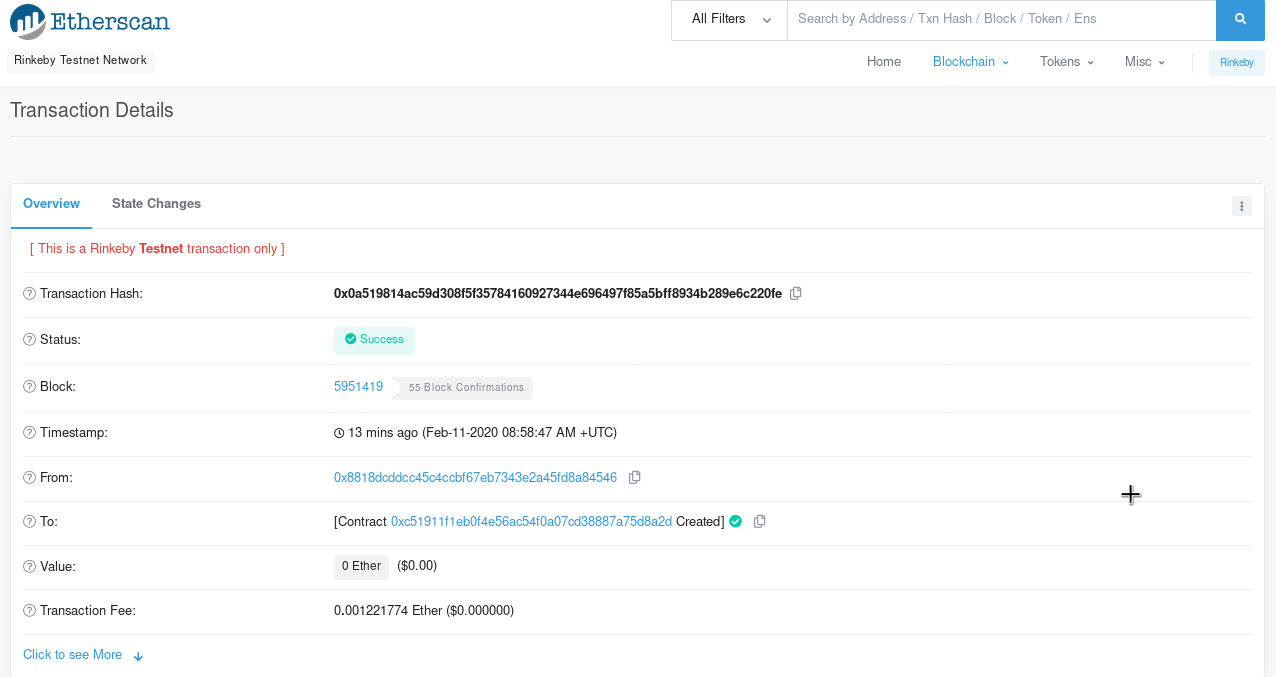 Etherscan
All Filters
Search by Address / Txn Hash / Block / Token / Ens
Rinkeby Testnet Network
Home Blockchain Tokens Misc Rinkeby
Transaction Details
Overview State Changes
[ This is a Rinkeby Testnet transaction only ]
Transaction Hash: 0x0a519814ac59d308f5f35784160927344e696497f85a5bff8934b289e6c220fe
Status: Success
Block: 5951419 55 Block Confirmations
Timestamp: 13 mins ago (Feb-11-2020 08:58:47 AM +UTC)
From: 0x8818dcddcc45c4ccbf67eb7343e2a45fd8a84546
To: [Contract 0xc51911f1eb0f4e56ac54f0a07cd38887a75d8a2d Created]
Value: 0 Ether ($0.00)
Transaction Fee: 0.001221774 Ether ($0.000000)
Click to see More